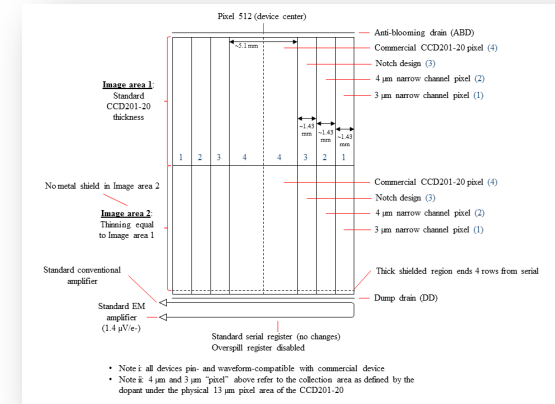 Pixel 512 (device center)
Anti-blooming drain (ABD)
~5.1 mm
Commercial CCD201-20 pixel (4)
Notch design (3)
Image area 1:
Standard
CCD201-20
thickness
4 µm narrow channel pixel (2)
3 µm narrow channel pixel (1)
~1.43
mm
~1.43
mm
~1.43
mm
1 2 3 4 4 3 2 1
No metal shield in Image area 2
Commercial CCD201-20 pixel (4)
Notch design (3)
Image area 2:
Thinning equal
to Image area 1
4 µm narrow channel pixel (2)
3 µm narrow channel pixel (1)
Standard conventional
amplifier
Thick shielded region ends 4 rows from serial
Dump drain (DD)
Standard EM
amplifier
(1.4 µV/e-)
Standard serial register (no changes)
Overspill register disabled
• Note i: all devices pin- and waveform-compatible with commercial device
• Note ii: 4 µm and 3 µm “pixel” above refer to the collection area as defined by the
dopant under the physical 13 µm pixel area of the CCD201-20